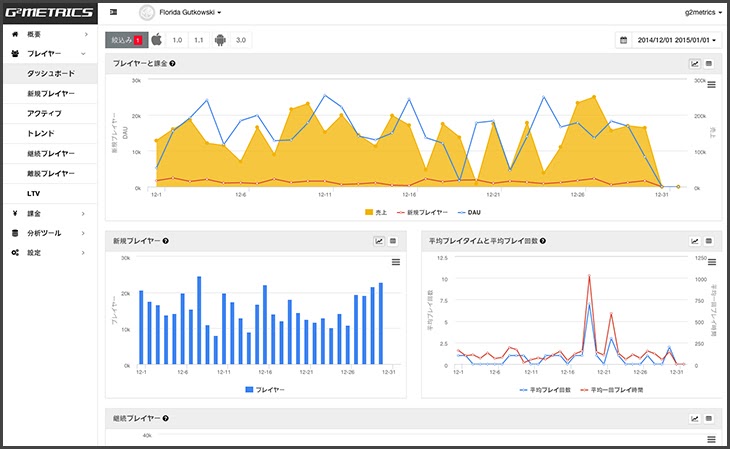 G2METRICS
Florida Gutkowski
g2metrics
概要
プレイヤー
ダッシュボード
新規プレイヤー
アクティブ
トレンド
継続プレイヤー
離脱プレイヤー
LTV
課金
分析ツール
設定
絞込み 1 1.0 1.1 3.0
2014/12/01 2015/01/01
プレイヤーと課金
30k 300k
20k 200k
10k 100k
0k 0k
新規プレイヤー
DAU
売上
12-1 12-6 12-11 12-16 12-21 12-26 12-31
売上 新規プレイヤー DAU
新規プレイヤー
30k
20k
10k
0k
プレイヤー
12-1 12-6 12-11 12-16 12-21 12-26 12-31
プレイヤー
平均プレイタイムと平均プレイ回数
12.5 1250
10 1000
7.5 750
5 500
2.5 250
0 0
平均プレイ回数
平均一回プレイ時間
12-1 12-6 12-11 12-16 12-21 12-26 12-31
平均プレイ回数 平均一回プレイ時間
継続プレイヤー
40k